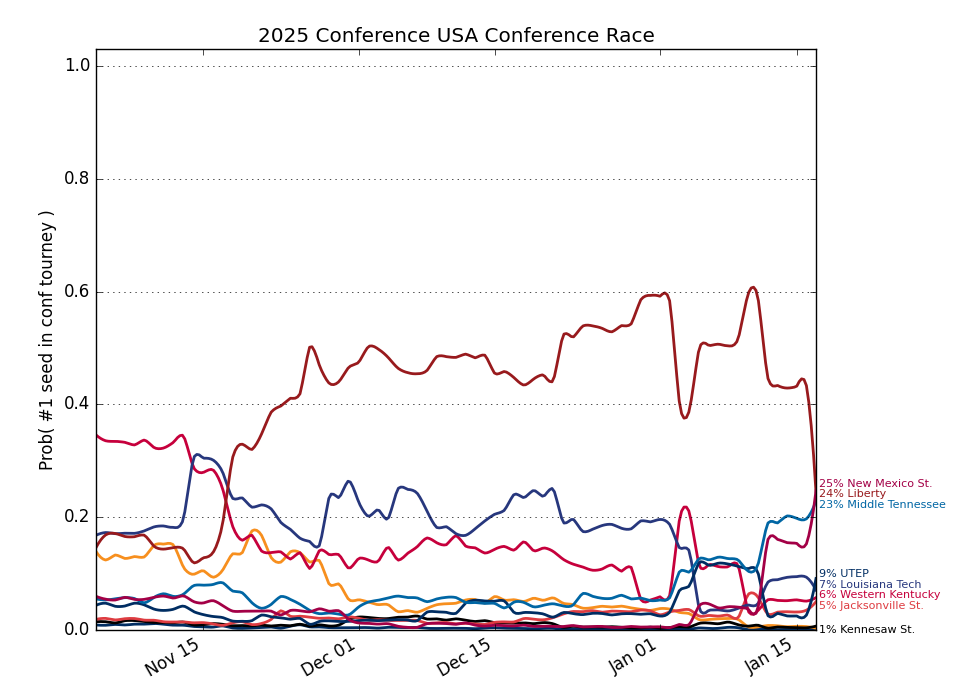 2025 Conference USA Conference Race
Prob( #1 seed in conf tourney )
1.0
0.8
0.6
0.4
0.2
0.0
Nov 15
Dec 01
Dec 15
Jan 01
Jan 15
25% New Mexico St.
24% Liberty
23% Middle Tennessee
9% UTEP
7% Louisiana Tech
6% Western Kentucky
5% Jacksonville St.
1% Kennesaw St.